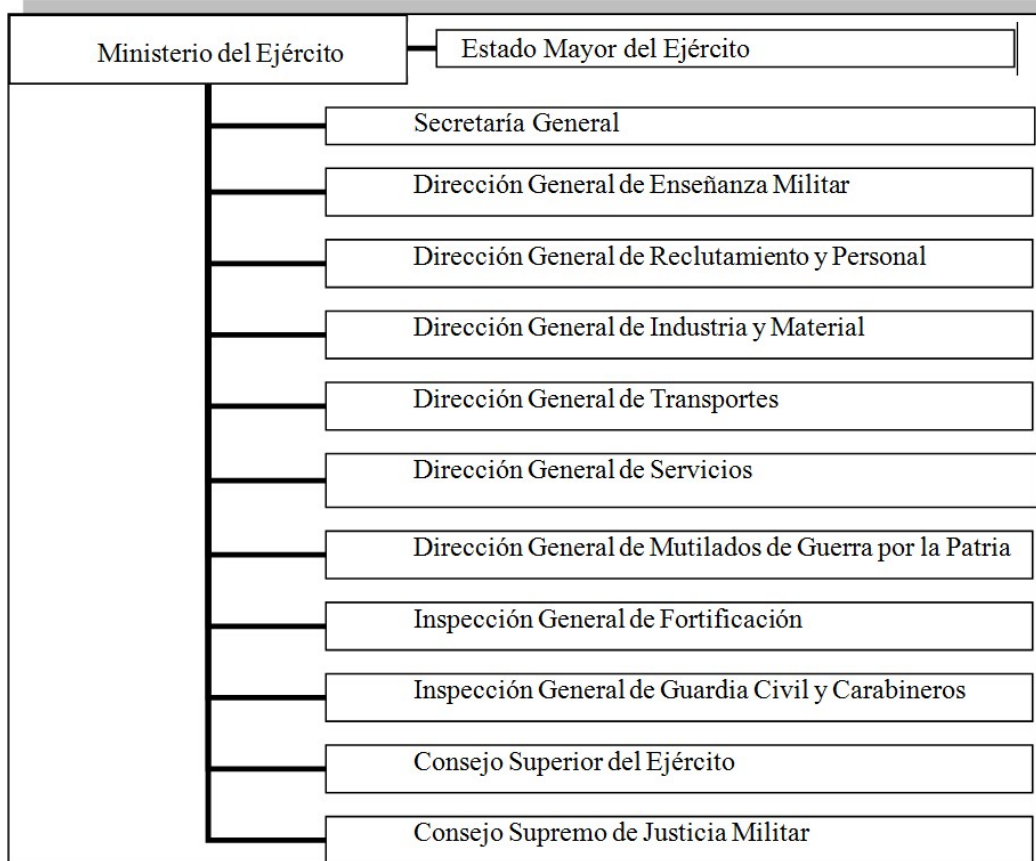 Ministerio del Ejército
Estado Mayor del Ejército
Secretaría General
Dirección General de Enseñanza Militar
Dirección General de Reclutamiento y Personal
Dirección General de Industria y Material
Dirección General de Transportes
Dirección General de Servicios
Dirección General de Mutilados de Guerra por la Patria
Inspección General de Fortificación
Inspección General de Guardia Civil y Carabineros
Consejo Superior del Ejército
Consejo Supremo de Justicia Militar